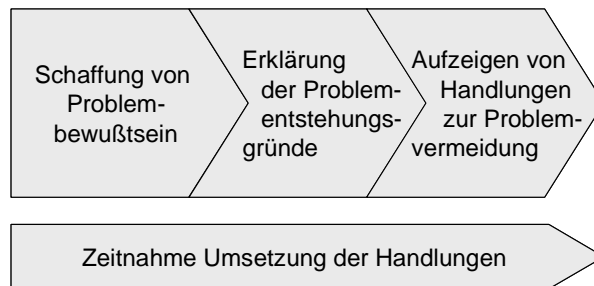 Schaffung von
Problem-
bewußtsein
Erklärung
der Problem-
entstehungs-
gründe
Aufzeigen von
Handlungen
zur Problem-
vermeidung
Zeitnahme Umsetzung der Handlungen